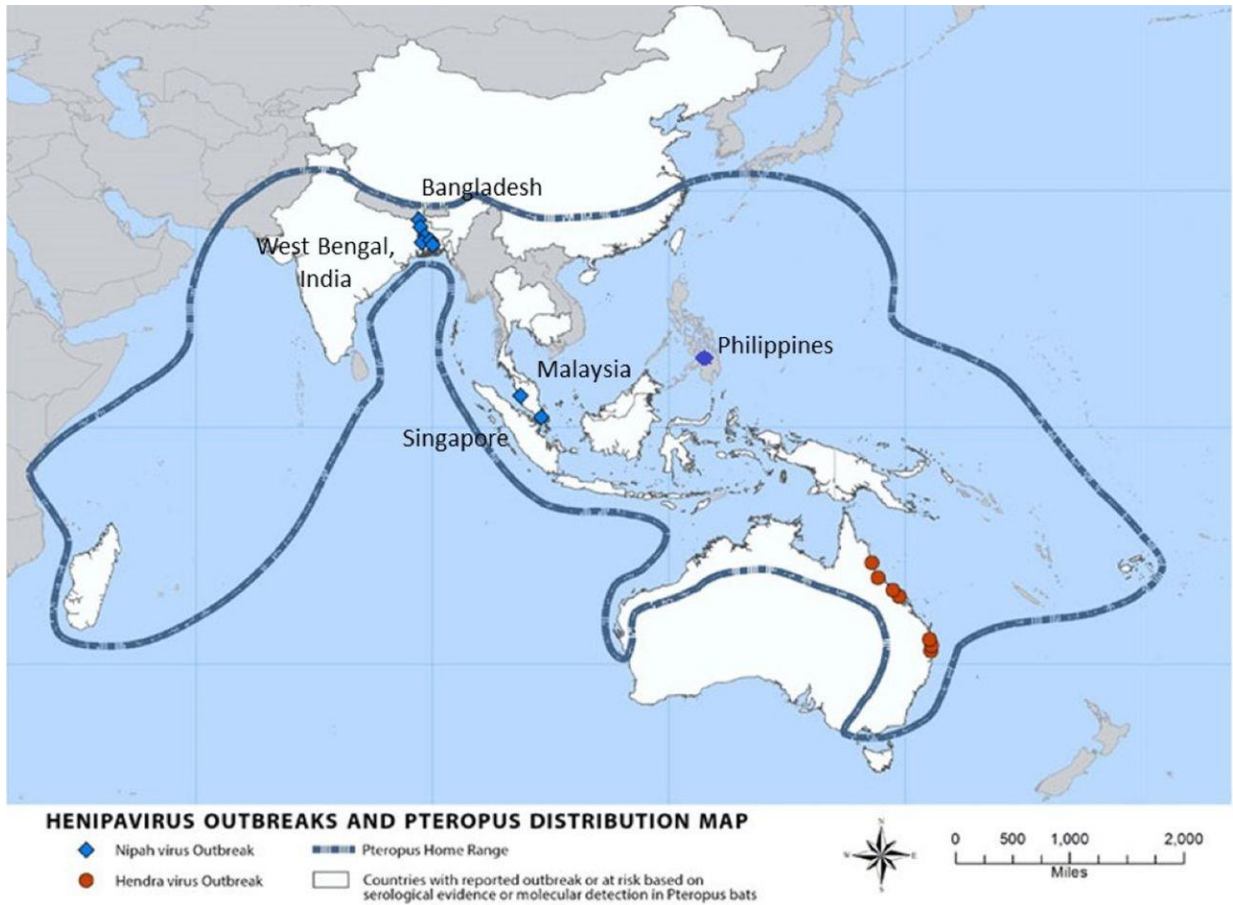 Bangladesh
West Bengal,
India
Philippines
Malaysia
Singapore
HENIPAVIRUS OUTBREAKS AND PTEROPUS DISTRIBUTION MAP
Nipah virus Outbreak
Pteropus Home Range
Hendra virus Outbreak
Countries with reported outbreak or at risk based on
serological evidence or molecular detection in Pteropus bats
N
W
E
S
0 500 1,000 2,000
Miles